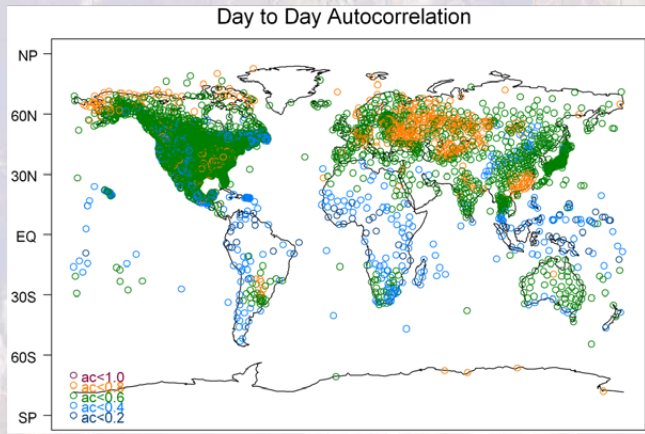 Day to Day Autocorrelation
NP
60N
30N
EQ
30S
60S
SP
ac<1.0
ac<0.8
ac<0.6
ac<0.4
ac<0.2